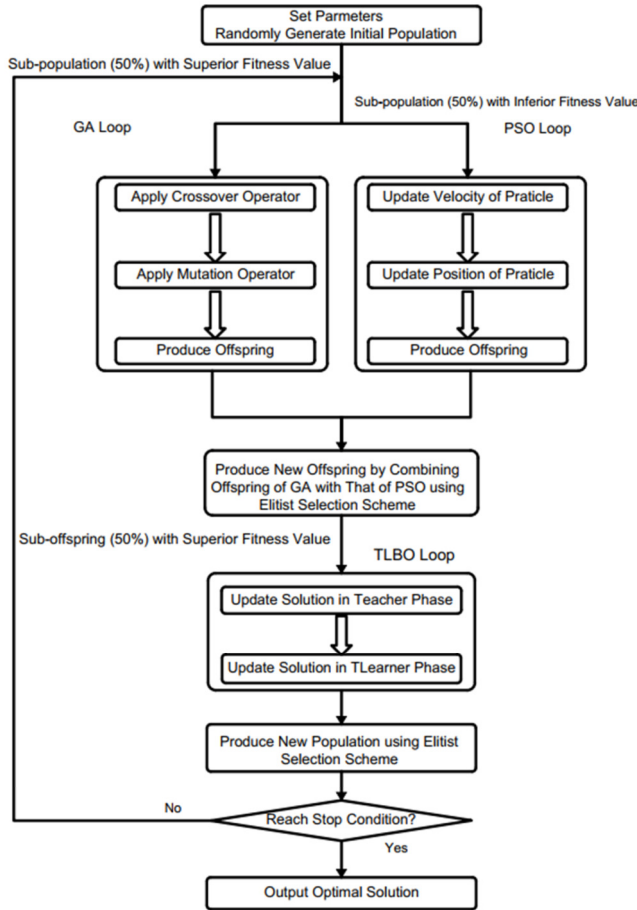 Set Parmeters
Randomly Generate Initial Population
Sub-population (50%) with Superior Fitness Value
Sub-population (50%) with Inferior Fitness Value
GA Loop
PSO Loop
Apply Crossover Operator
Update Velocity of Praticle
Apply Mutation Operator
Update Position of Praticle
Produce Offspring
Produce Offspring
Produce New Offspring by Combining
Offspring of GA with That of PSO using
Elitist Selection Scheme
Sub-offspring (50%) with Superior Fitness Value
TLBO Loop
Update Solution in Teacher Phase
Update Solution in TLearner Phase
Produce New Population using Elitist
Selection Scheme
No
Reach Stop Condition?
Yes
Output Optimal Solution